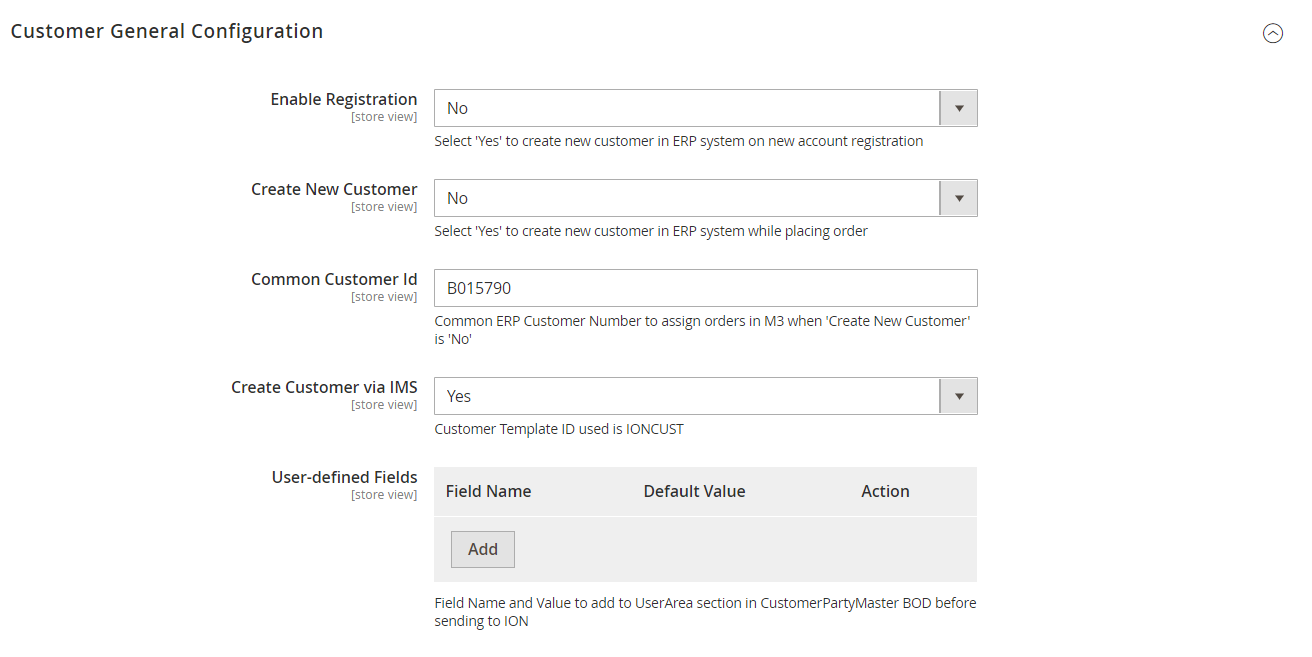 Customer General Configuration
Enable Registration
[store view]
No
Select 'Yes' to create new customer in ERP system on new account registration
Create New Customer
[store view]
No
Select 'Yes' to create new customer in ERP system while placing order
Common Customer Id
[store view]
B015790
Common ERP Customer Number to assign orders in M3 when 'Create New Customer'
is 'No'
Create Customer via IMS
[store view]
Yes
Customer Template ID used is IONCUST
User-defined Fields
[store view]
Field Name Default Value Action
Add
Field Name and Value to add to UserArea section in CustomerPartyMaster BOD before
sending to ION